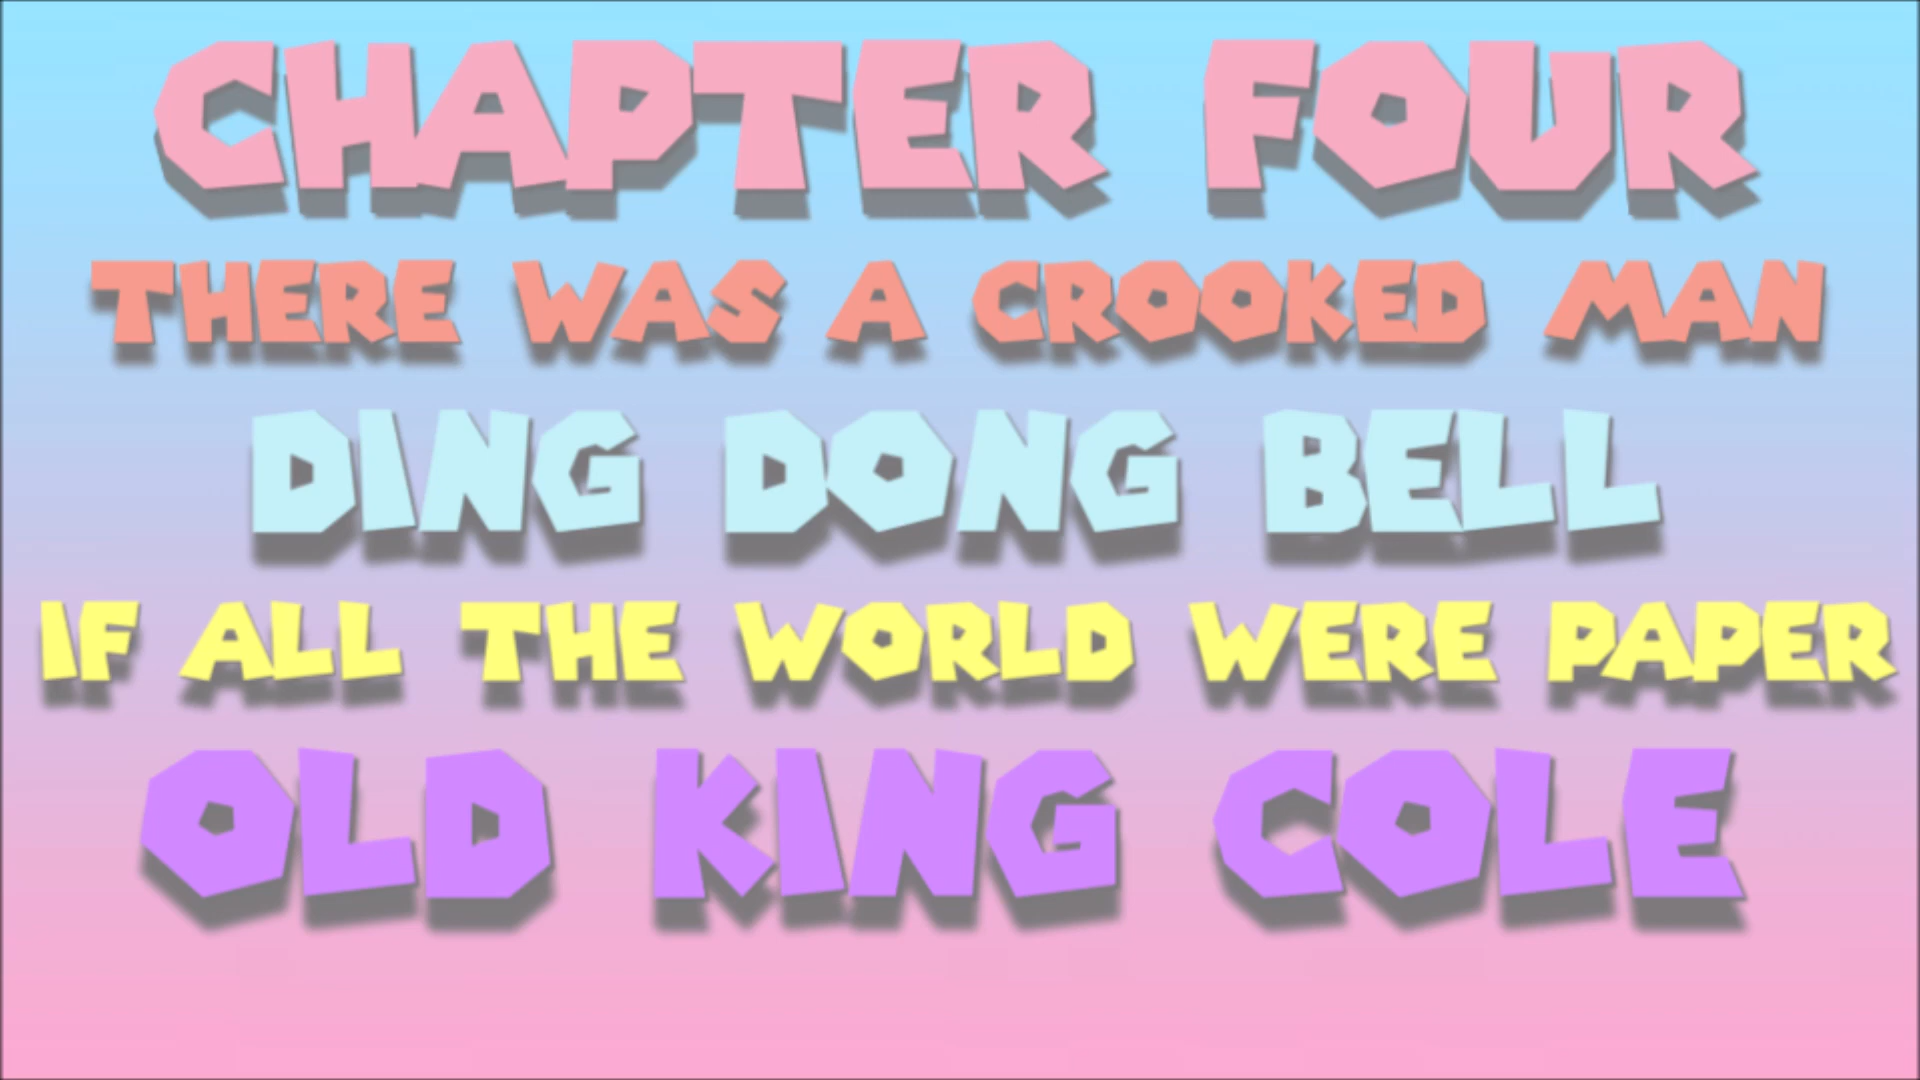 CHAPTER FOUR
THERE WAS A CROOKED MAN
DING DONG BELL
IF ALL THE WORLD WERE PAPER
OLD KING COLE